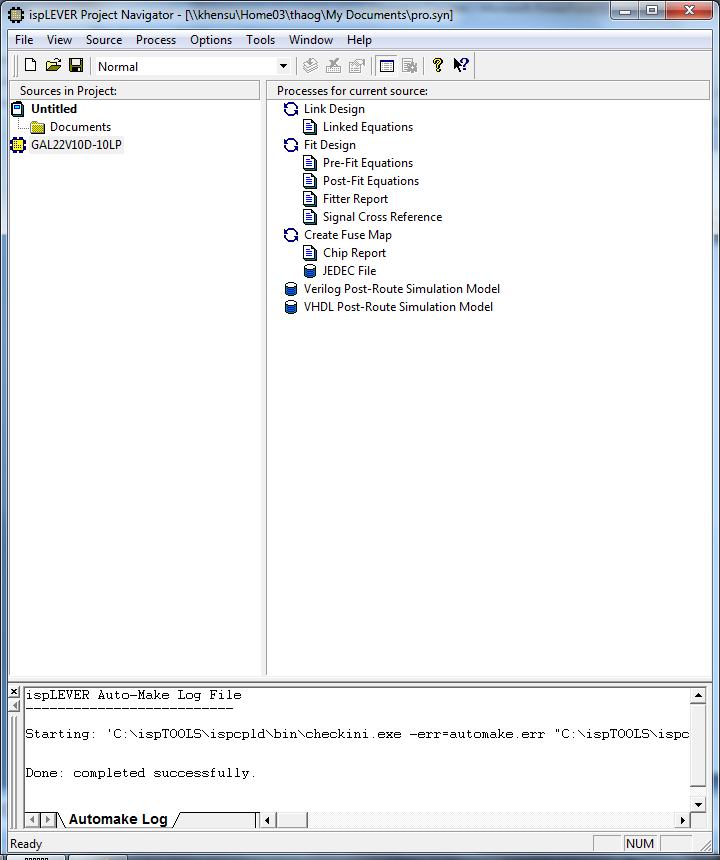 ispLEVER Project Navigator - [\\khensu\Home03\thaog\My Documents\pro.syn]
File View Source Process Options Tools Window Help
Normal
Sources in Project:
Untitled
Documents
GAL22V10D-10LP
Processes for current source:
Link Design
Linked Equations
Fit Design
Pre-Fit Equations
Post-Fit Equations
Fitter Report
Signal Cross Reference
Create Fuse Map
Chip Report
JEDEC File
Verilog Post-Route Simulation Model
VHDL Post-Route Simulation Model
ispLEVER Auto-Make Log File
---------------------------
Starting: 'C:\ispTOOLS\ispcpld\bin\checkini.exe -err=automake.err "C:\ispTOOLS\ispc
Done: completed successfully.
Automake Log
Ready NUM